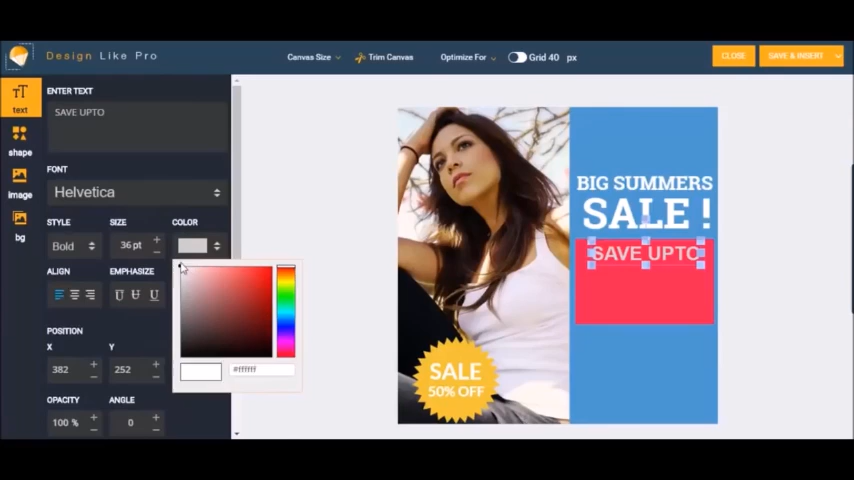 Design Like Pro
Canvas Size
Trim Canvas
Optimize For
Grid 40 px
CLOSE
SAVE & INSERT
TT
text
shape
image
bg
ENTER TEXT
SAVE UPTO
FONT
Helvetica
STYLE
SIZE
COLOR
Bold
36 pt
ALIGN
EMPHASIZE
POSITION
X
Y
382
252
OPACITY
ANGLE
100 %
0
#ffffff
BIG SUMMERS
SALE !
SAVE UPTO
SALE
50% OFF